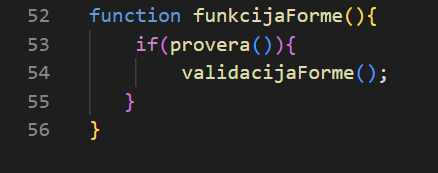 52 function funkcijaForme(){
53 if(provera()){
54 validacijaForme();
55 }
56 }